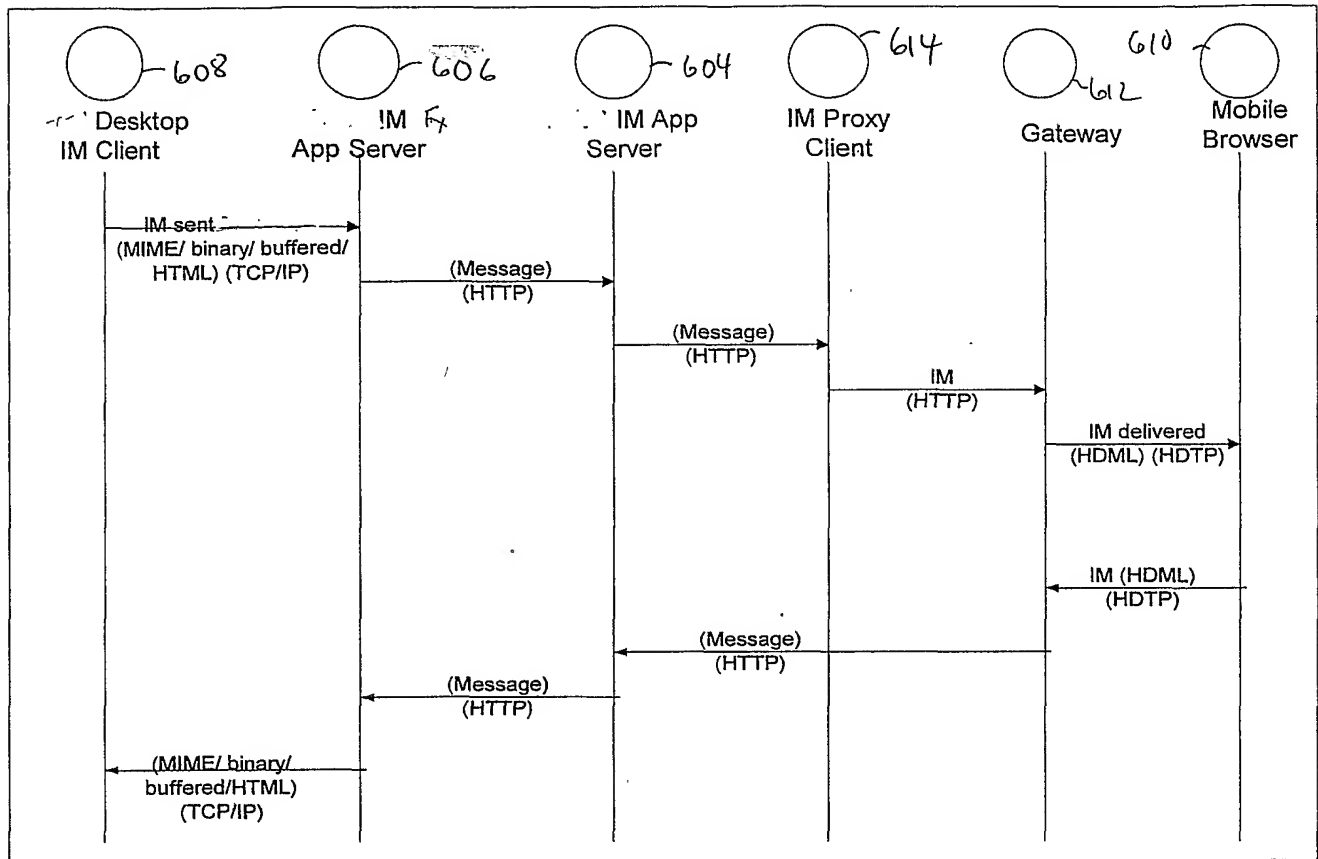 608
606
604
614
612
610
Desktop
IM Client
IM Fx
App Server
IM App
Server
IM Proxy
Client
Gateway
Mobile
Browser
IM sent
(MIME/ binary/ buffered/
HTML) (TCP/IP)
(Message)
(HTTP)
(Message)
(HTTP)
IM
(HTTP)
IM delivered
(HDML) (HDTP)
IM (HDML)
(HDTP)
(Message)
(HTTP)
(Message)
(HTTP)
(MIME/ binary/
buffered/HTML)
(TCP/IP)